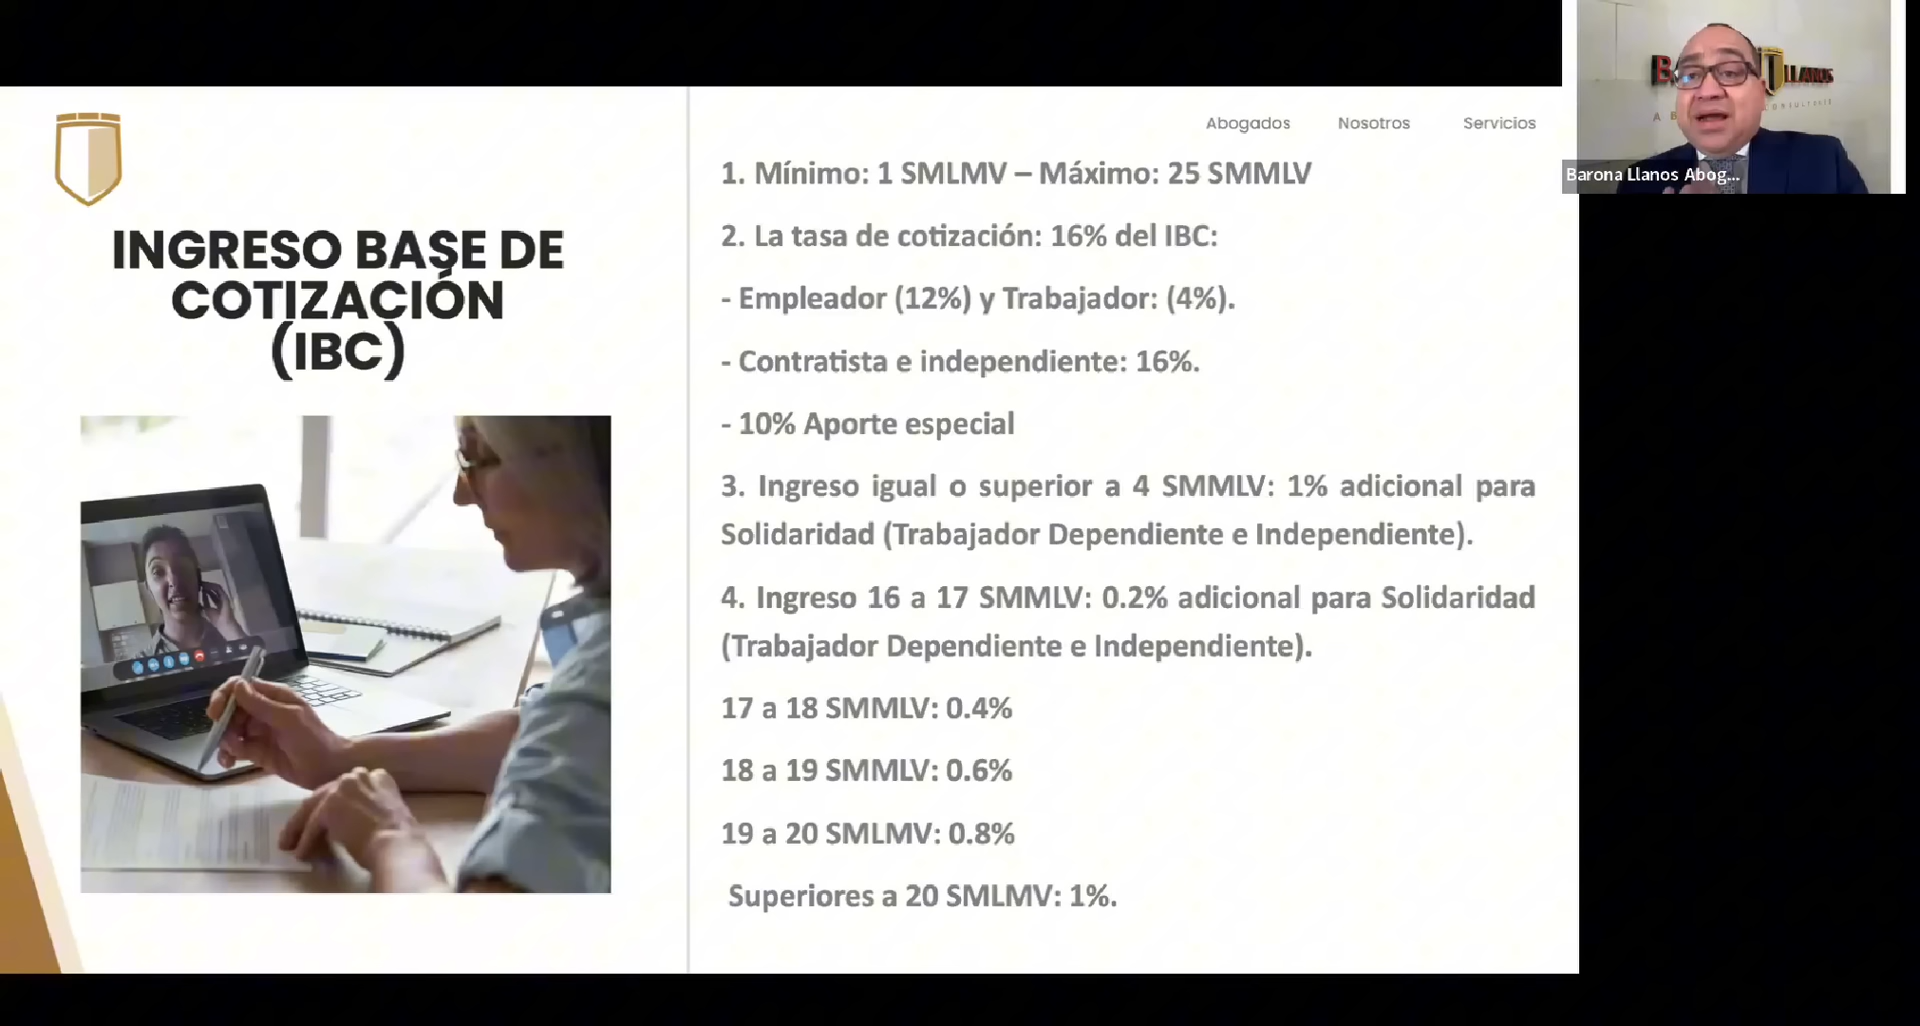 Abogados Nosotros Servicios
INGRESO BASE DE
COTIZACIÓN
(IBC)
1. Mínimo: 1 SMLMV – Máximo: 25 SMMLV
2. La tasa de cotización: 16% del IBC:
- Empleador (12%) y Trabajador: (4%).
- Contratista e independiente: 16%.
- 10% Aporte especial
3. Ingreso igual o superior a 4 SMMLV: 1% adicional para
Solidaridad (Trabajador Dependiente e Independiente).
4. Ingreso 16 a 17 SMMLV: 0.2% adicional para Solidaridad
(Trabajador Dependiente e Independiente).
17 a 18 SMMLV: 0.4%
18 a 19 SMMLV: 0.6%
19 a 20 SMLMV: 0.8%
Superiores a 20 SMLMV: 1%.
LLANOS
Barona Llanos Abog...